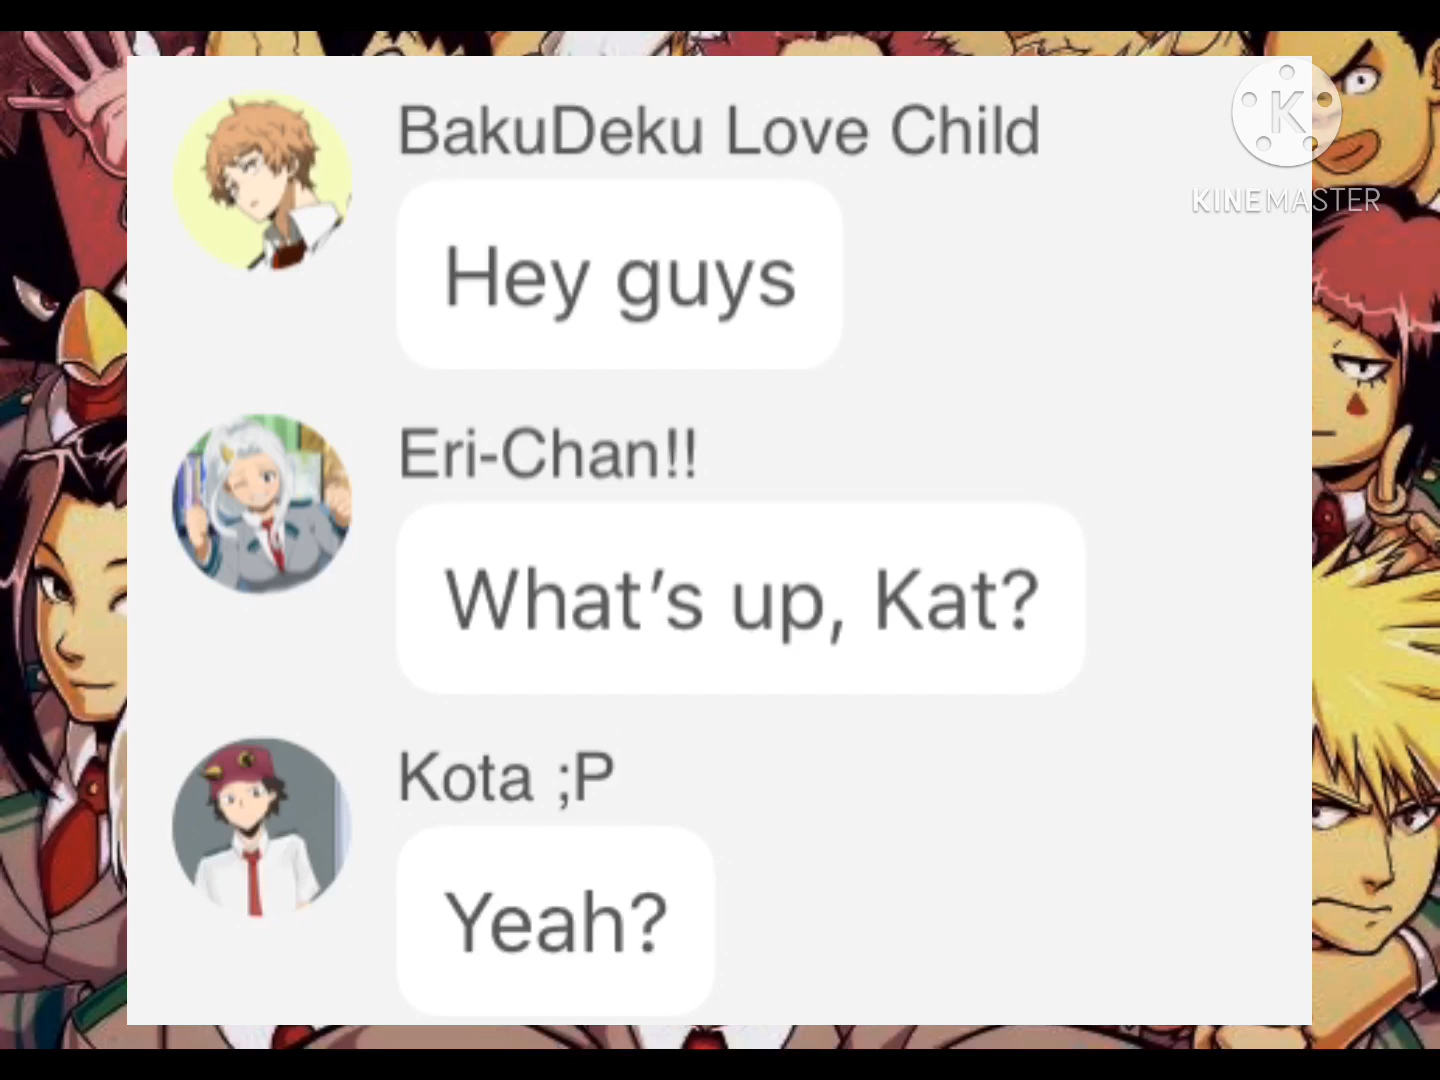 BakuDeku Love Child
Hey guys
K
KINEMASTER
Eri-Chan!!
What's up, Kat?
Kota ;P
Yeah?